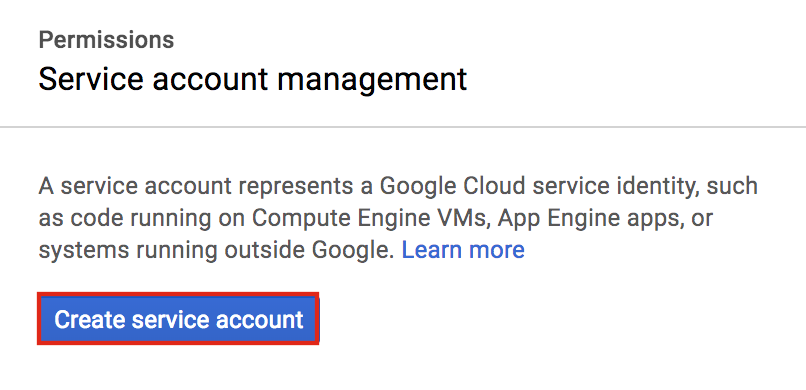 Permissions
Service account management
A service account represents a Google Cloud service identity, such
as code running on Compute Engine VMs, App Engine apps, or
systems running outside Google. Learn more
Create service account